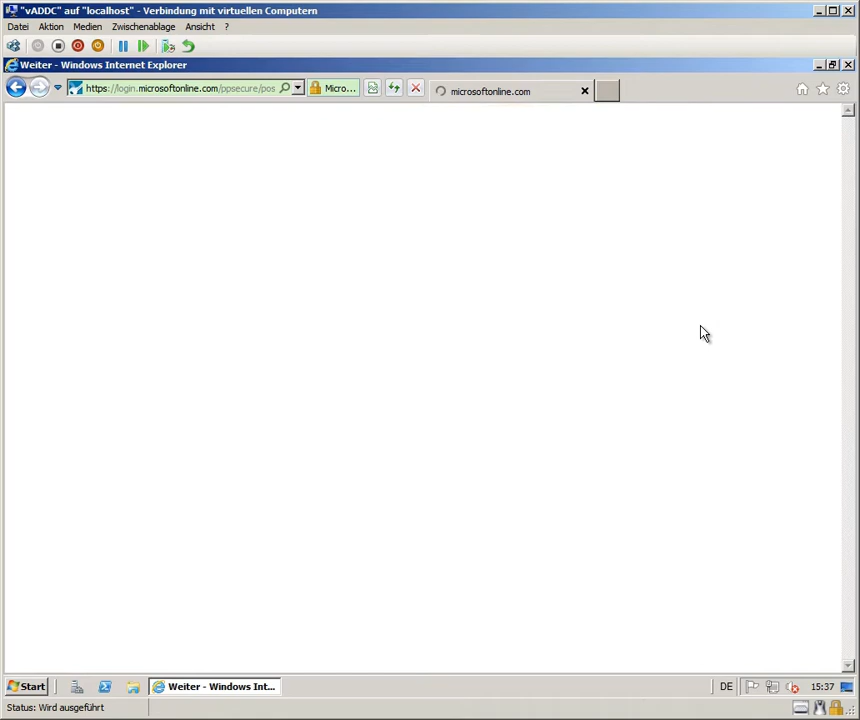 "vADDC" auf "localhost" - Verbindung mit virtuellen Computern
Datei Aktion Medien Zwischenablage Ansicht ?
Weiter - Windows Internet Explorer
https://login.microsoftonline.com/ppsecure/pos Micro... microsoftonline.com
Start Weiter - Windows Int... DE 15:37
Status: Wird ausgeführt